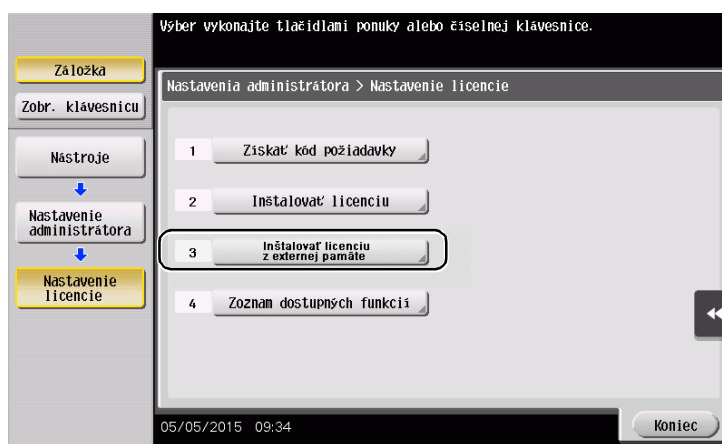 Výber vykonajte tlačidlami ponuky alebo číselnej klávesnice.
Záložka
Zobr. klávesnicu
Nástroje
Nastavenie
administrátora
Nastavenie
licencie
Nastavenia administrátora > Nastavenie licencie
1 Získať kód požiadavky
2 Inštalovať licenciu
3 Inštalovať licenciu
z externej pamäte
4 Zoznam dostupných funkcií
05/05/2015 09:34
Koniec